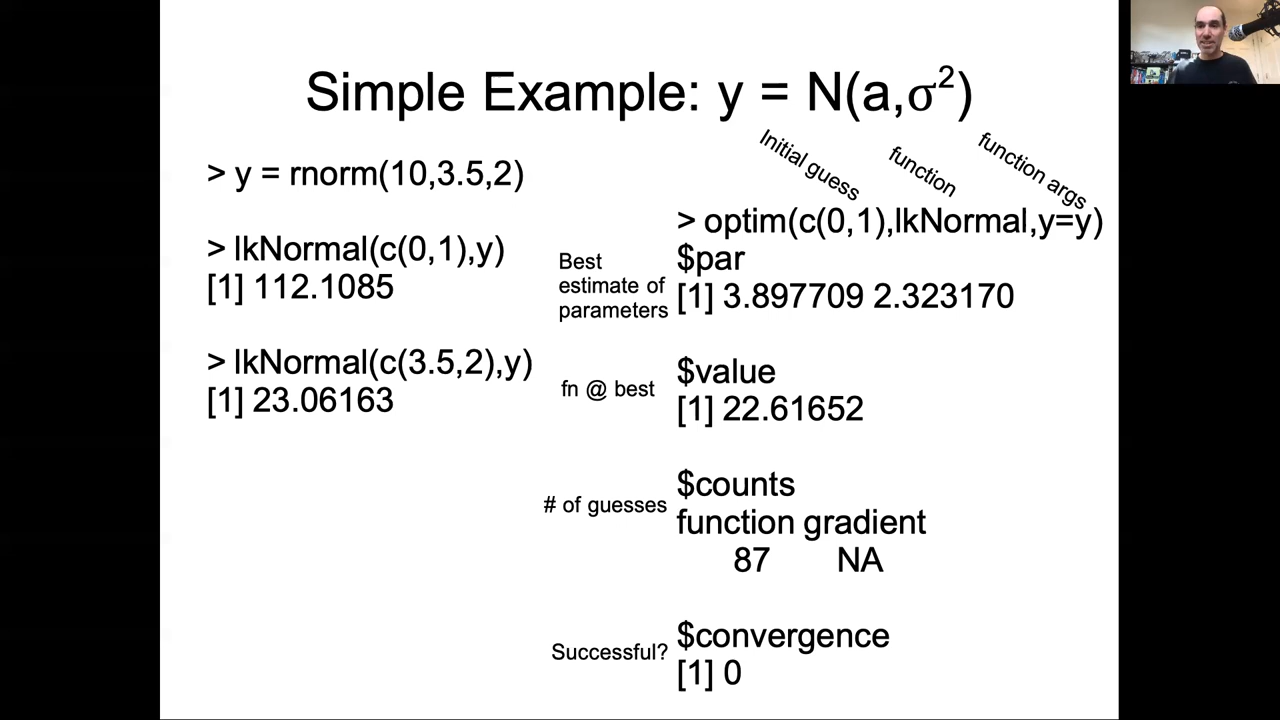 Simple Example: y = N(a,σ²)
> y = rnorm(10,3.5,2)
> lkNormal(c(0,1),y)
[1] 112.1085
> lkNormal(c(3.5,2),y)
[1] 23.06163
Initial guess
function
function args
> optim(c(0,1),lkNormal,y=y)
Best
estimate of
parameters
$par
[1] 3.897709 2.323170
fn @ best
$value
[1] 22.61652
# of guesses
$counts
function gradient
87 NA
Successful?
$convergence
[1] 0